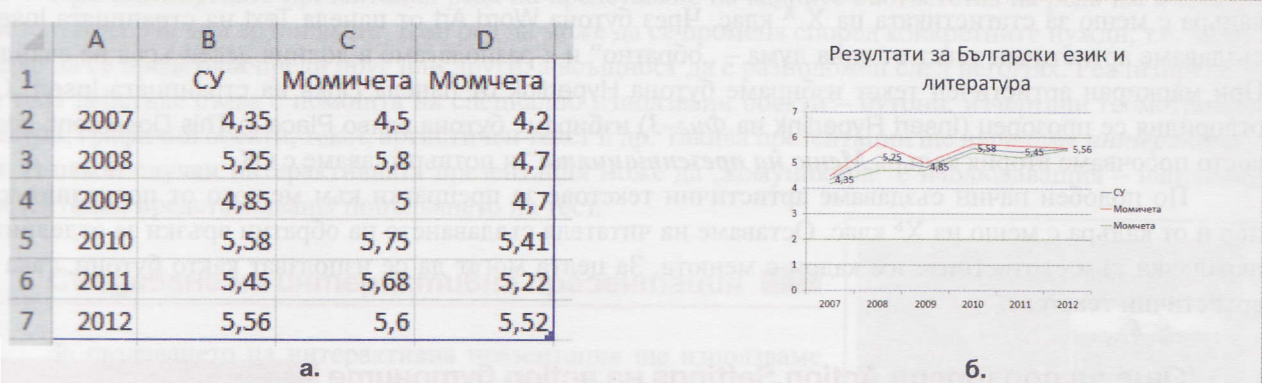 A B C D
1 СУ Момичета Момчета
2 2007 4,35 4,5 4,2
3 2008 5,25 5,8 4,7
4 2009 4,85 5 4,7
5 2010 5,58 5,75 5,41
6 2011 5,45 5,68 5,22
7 2012 5,56 5,6 5,52
а.
Резултати за Български език и
литература
7
6
5
4
3
2
1
0
4,35 5,25 4,85 5,58 5,45 5,56
2007 2008 2009 2010 2011 2012
СУ
Момичета
Момчета
б.